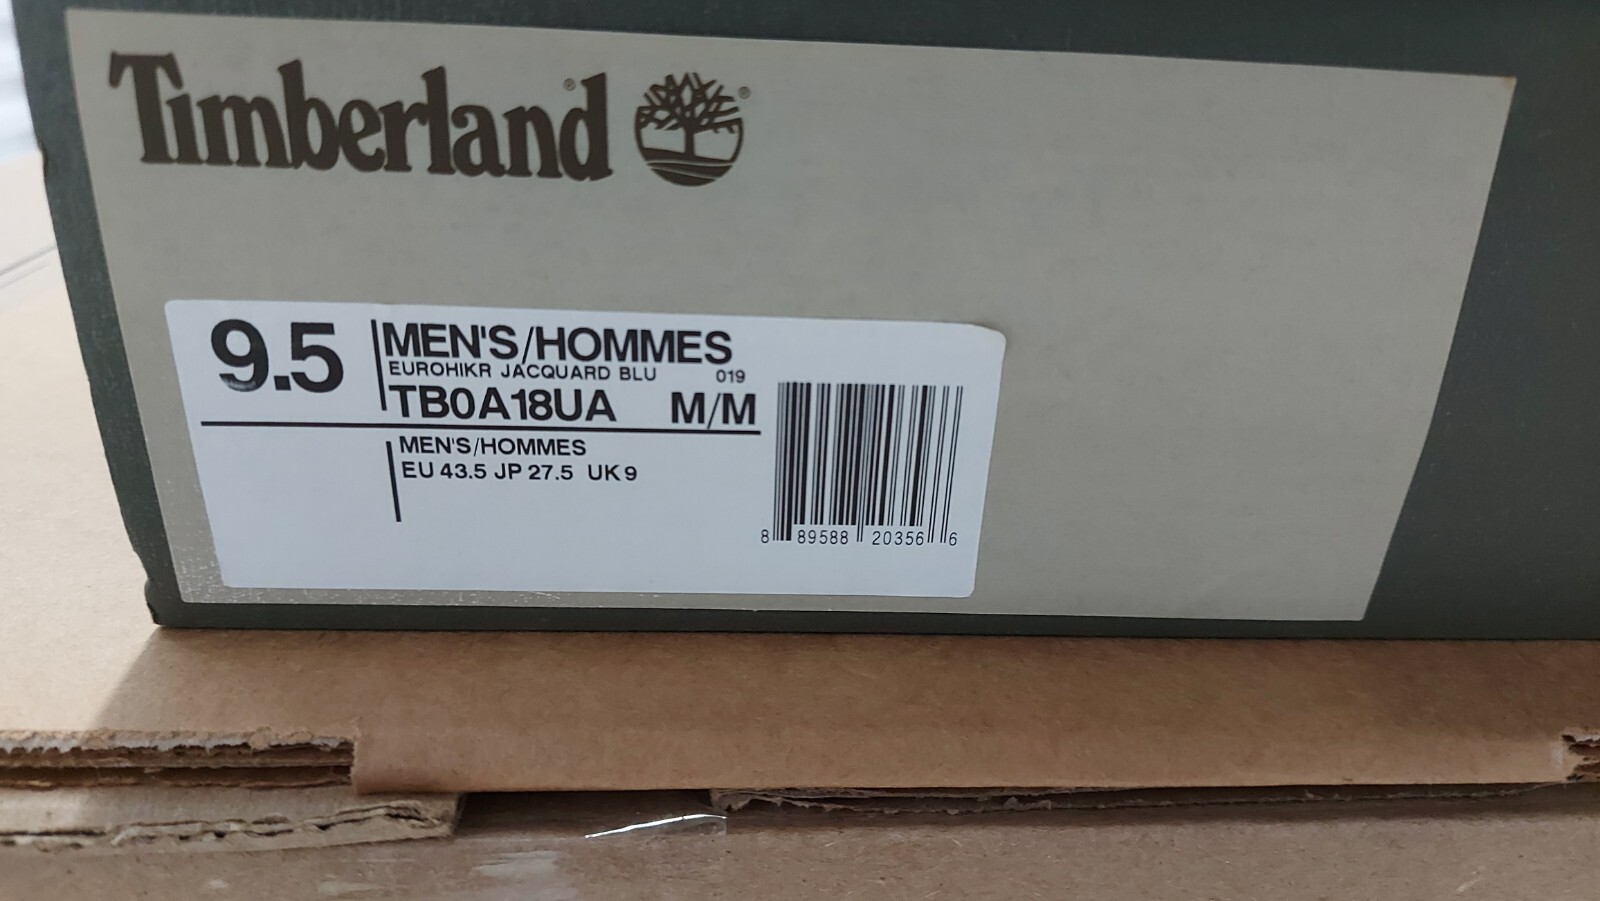 Timberland® ®
9.5
MEN'S/HOMMES
EUROHIKR JACQUARD BLU 019
TB0A18UA M/M
MEN'S/HOMMES
EU 43.5 JP 27.5 UK 9
8 89588 20356 6